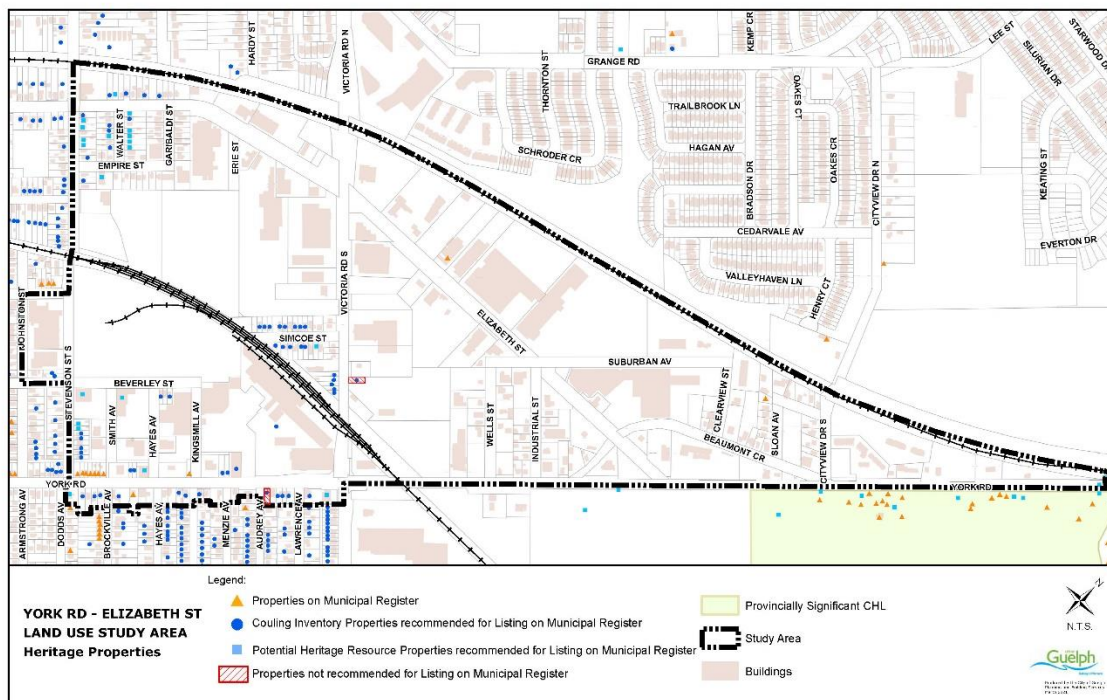 HARDY ST
VICTORIA RD N
KEMP CR
LEE ST
STARWOOD DR
SILURIAN DR
GRANGE RD
THORNTON ST
OAKES CT
TRAILBROOK LN
WALTER ST
GARIBALDI ST
HAGAN AV
SCHRODER CR
EMPIRE ST
ERIE ST
BRADSON DR
OAKES CR
CITYVIEW DR N
KEATING ST
CEDARVALE AV
EVERTON DR
VALLEYHAVEN LN
HENRY CT
VICTORIA RD S
JOHNSTON ST
SIMCOE ST
ELIZABETH ST
SUBURBAN AV
STEVENSON ST S
BEVERLEY ST
SMITH AV
HAYES AV
KINGSMILL AV
WELLS ST
INDUSTRIAL ST
CLEARVIEW ST
BEAUMONT CR
SLOAN AV
CITYVIEW DR S
YORK RD
YORK RD
ARMSTRONG AV
DODDS AV
BROCKVILLE AV
HAYES AV
MENZIE AV
AUDREY AV
LAWRENCE AV
YORK RD - ELIZABETH ST
LAND USE STUDY AREA
Heritage Properties
Legend:
Properties on Municipal Register
Couling Inventory Properties recommended for Listing on Municipal Register
Potential Heritage Resource Properties recommended for Listing on Municipal Register
Properties not recommended for Listing on Municipal Register
Provincially Significant CHL
Study Area
Buildings
N
N.T.S.
Guelph